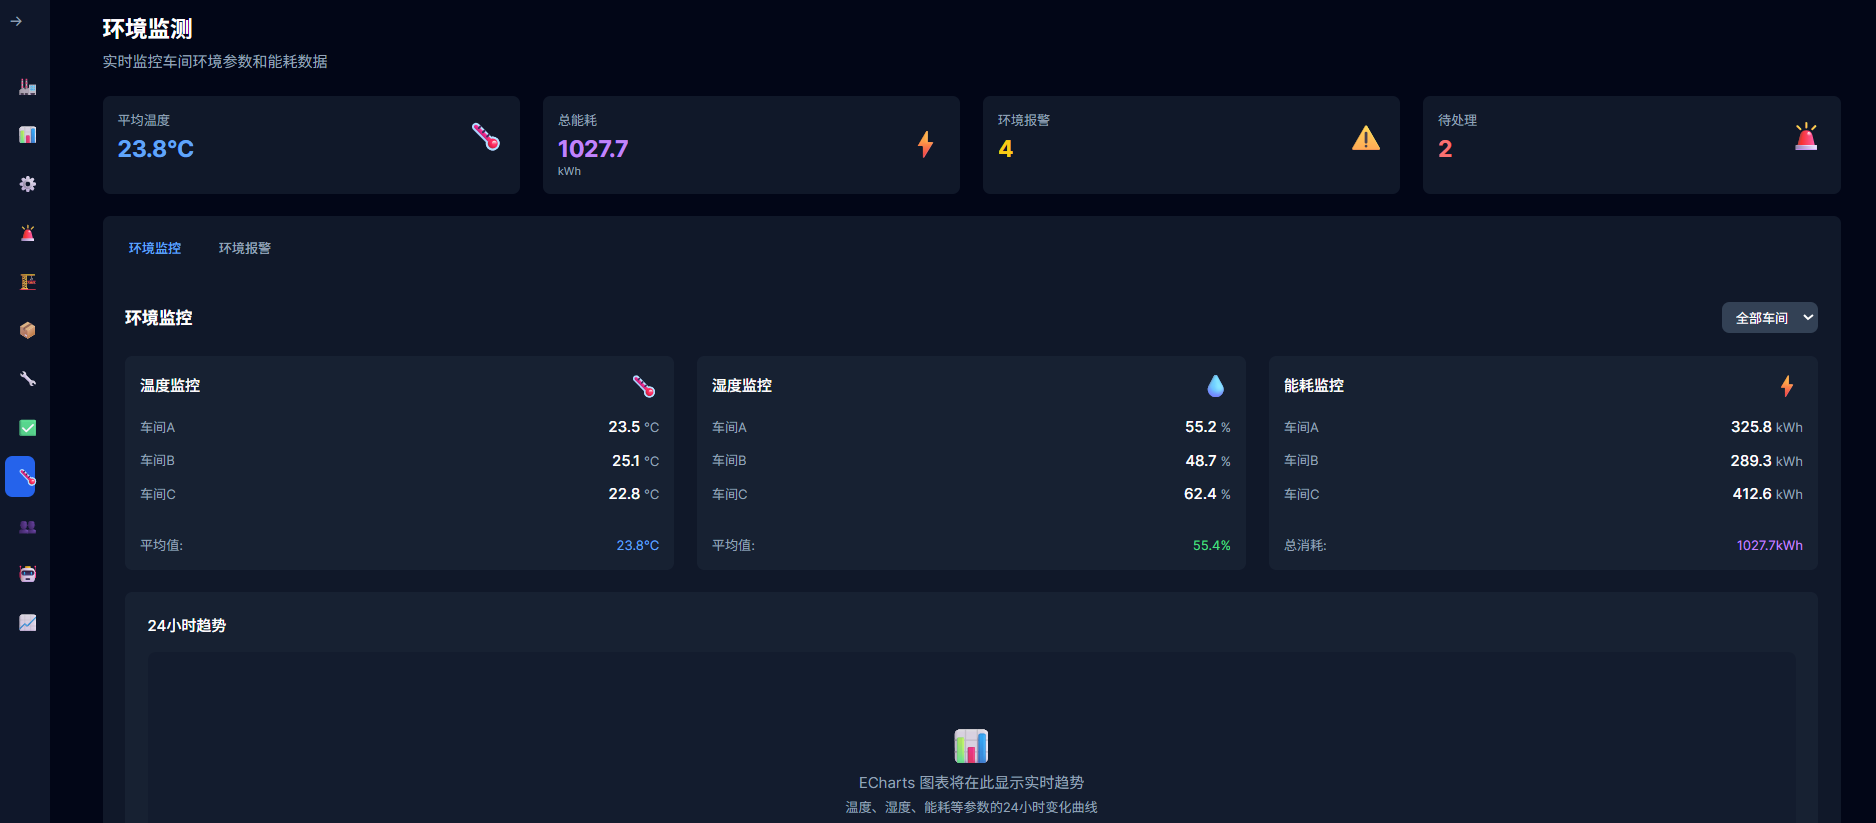 环境监测
实时监控车间环境参数和能耗数据
平均温度
23.8°C
总能耗
1027.7
kWh
环境报警
4
待处理
2
环境监控 环境报警
环境监控
全部车间
温度监控
车间A 23.5 °C
车间B 25.1 °C
车间C 22.8 °C
平均值: 23.8°C
湿度监控
车间A 55.2 %
车间B 48.7 %
车间C 62.4 %
平均值: 55.4%
能耗监控
车间A 325.8 kWh
车间B 289.3 kWh
车间C 412.6 kWh
总消耗: 1027.7kWh
24小时趋势
ECharts 图表将在此显示实时趋势
温度、湿度、能耗等参数的24小时变化曲线